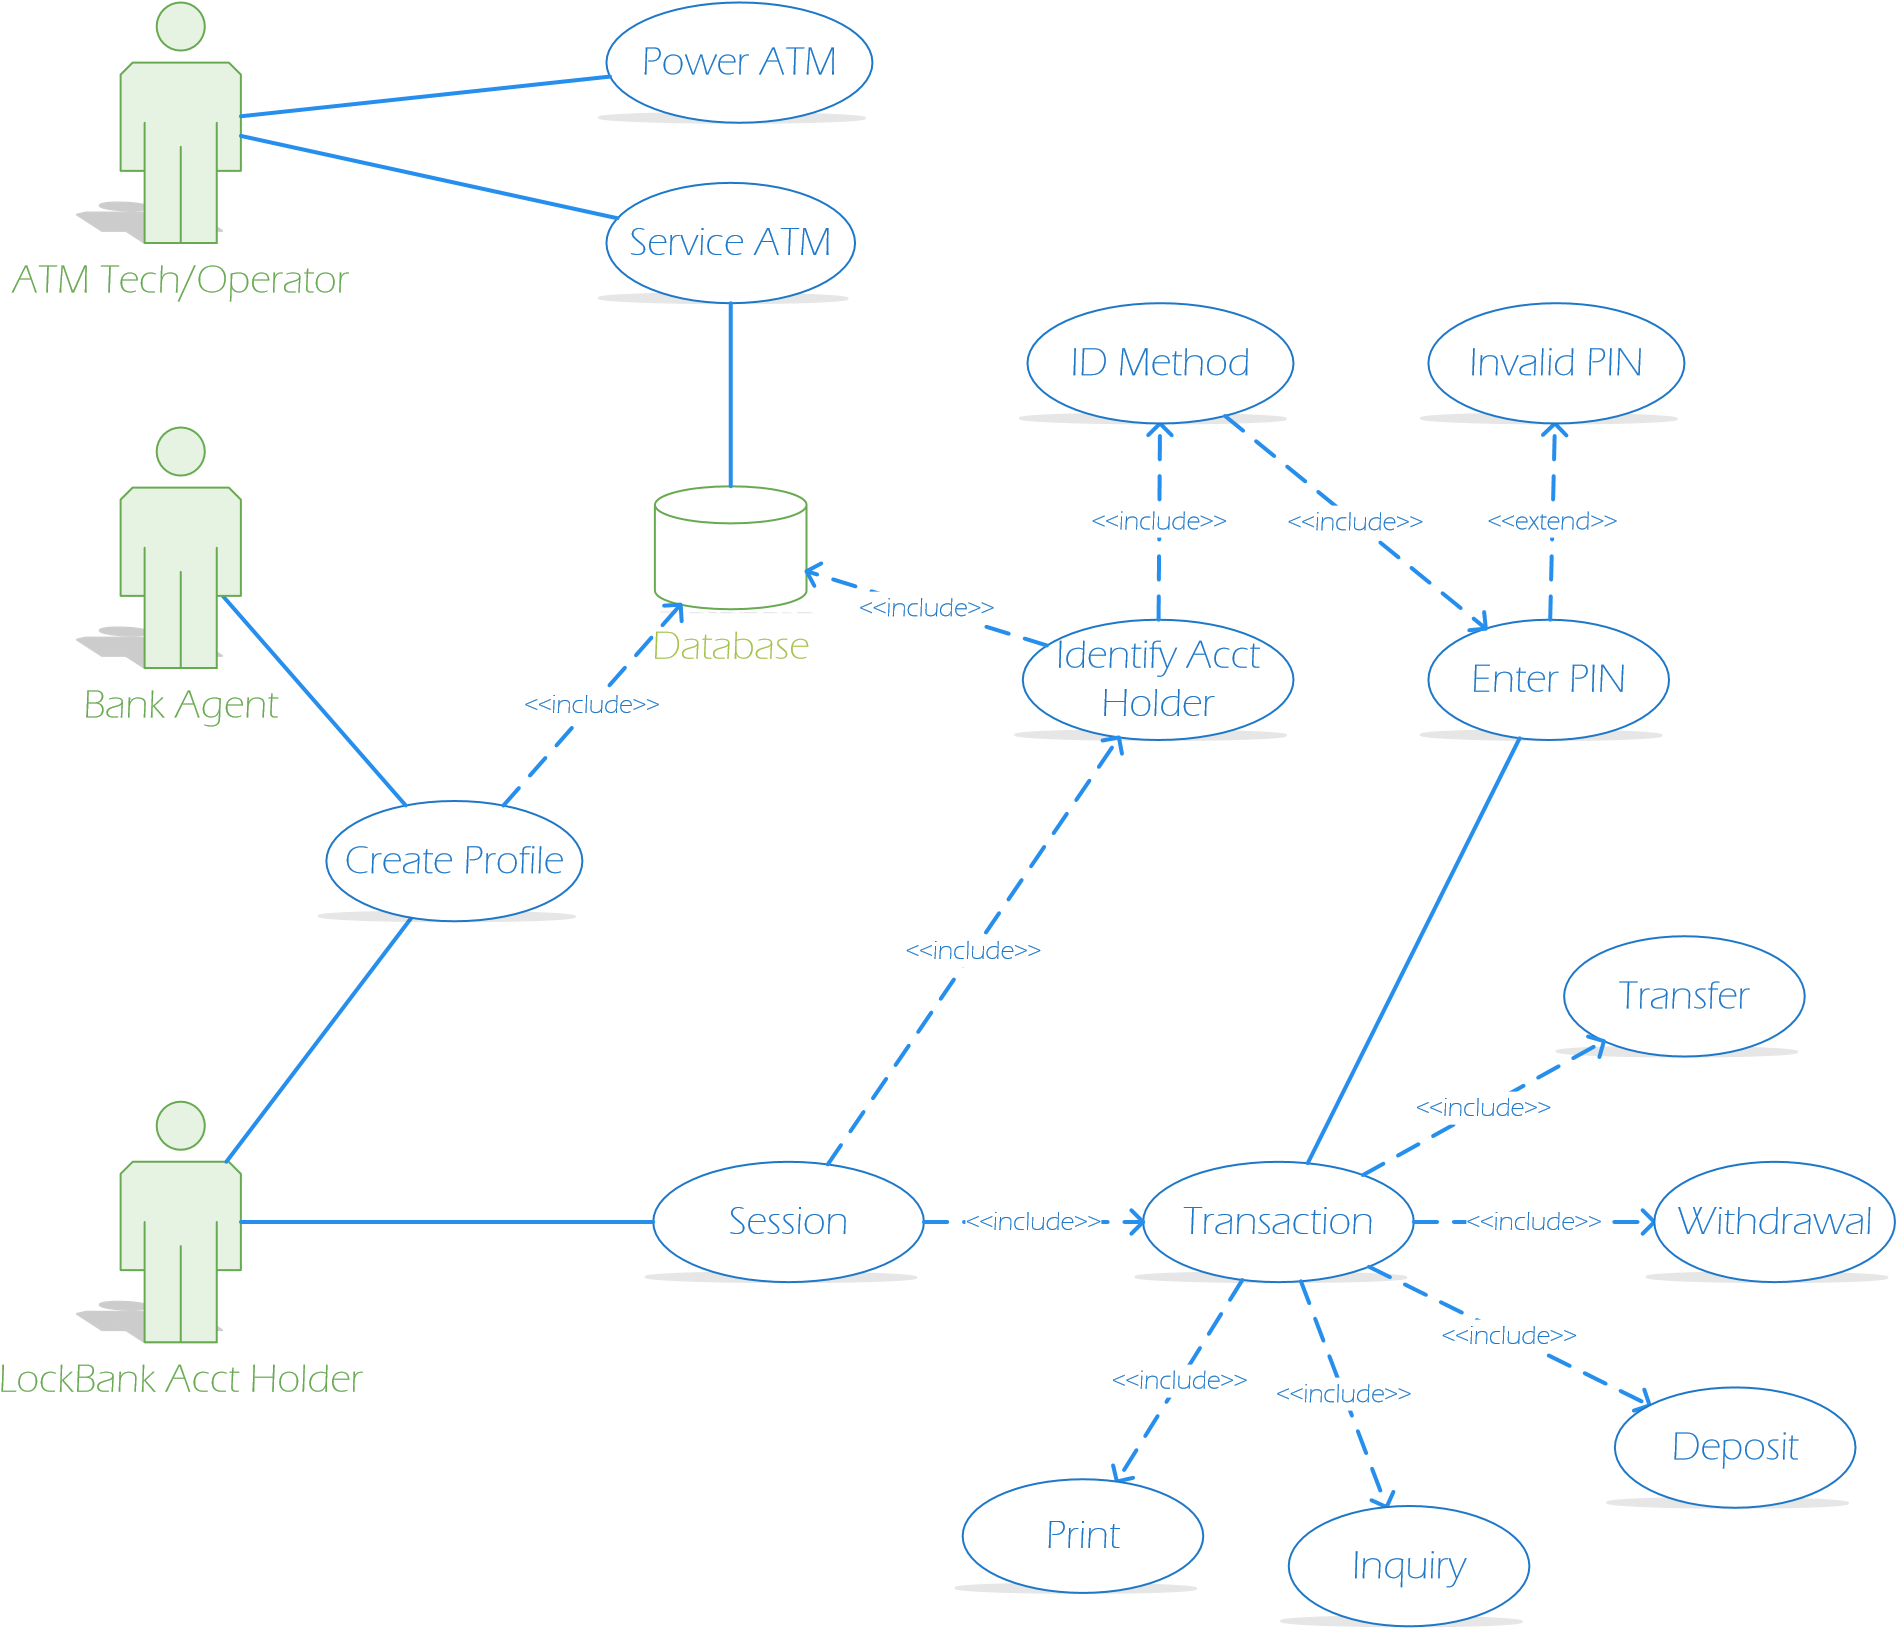 Power ATM
Service ATM
ATM Tech/Operator
ID Method
Invalid PIN
<<include>>
<<include>>
<<extend>>
<<include>>
Database
Identify Acct
Holder
Enter PIN
Bank Agent
<<include>>
Create Profile
<<include>>
Transfer
<<include>>
Session
<<include>>
Transaction
<<include>>
Withdrawal
<<include>>
LockBank Acct Holder
<<include>>
<<include>>
Deposit
Print
Inquiry